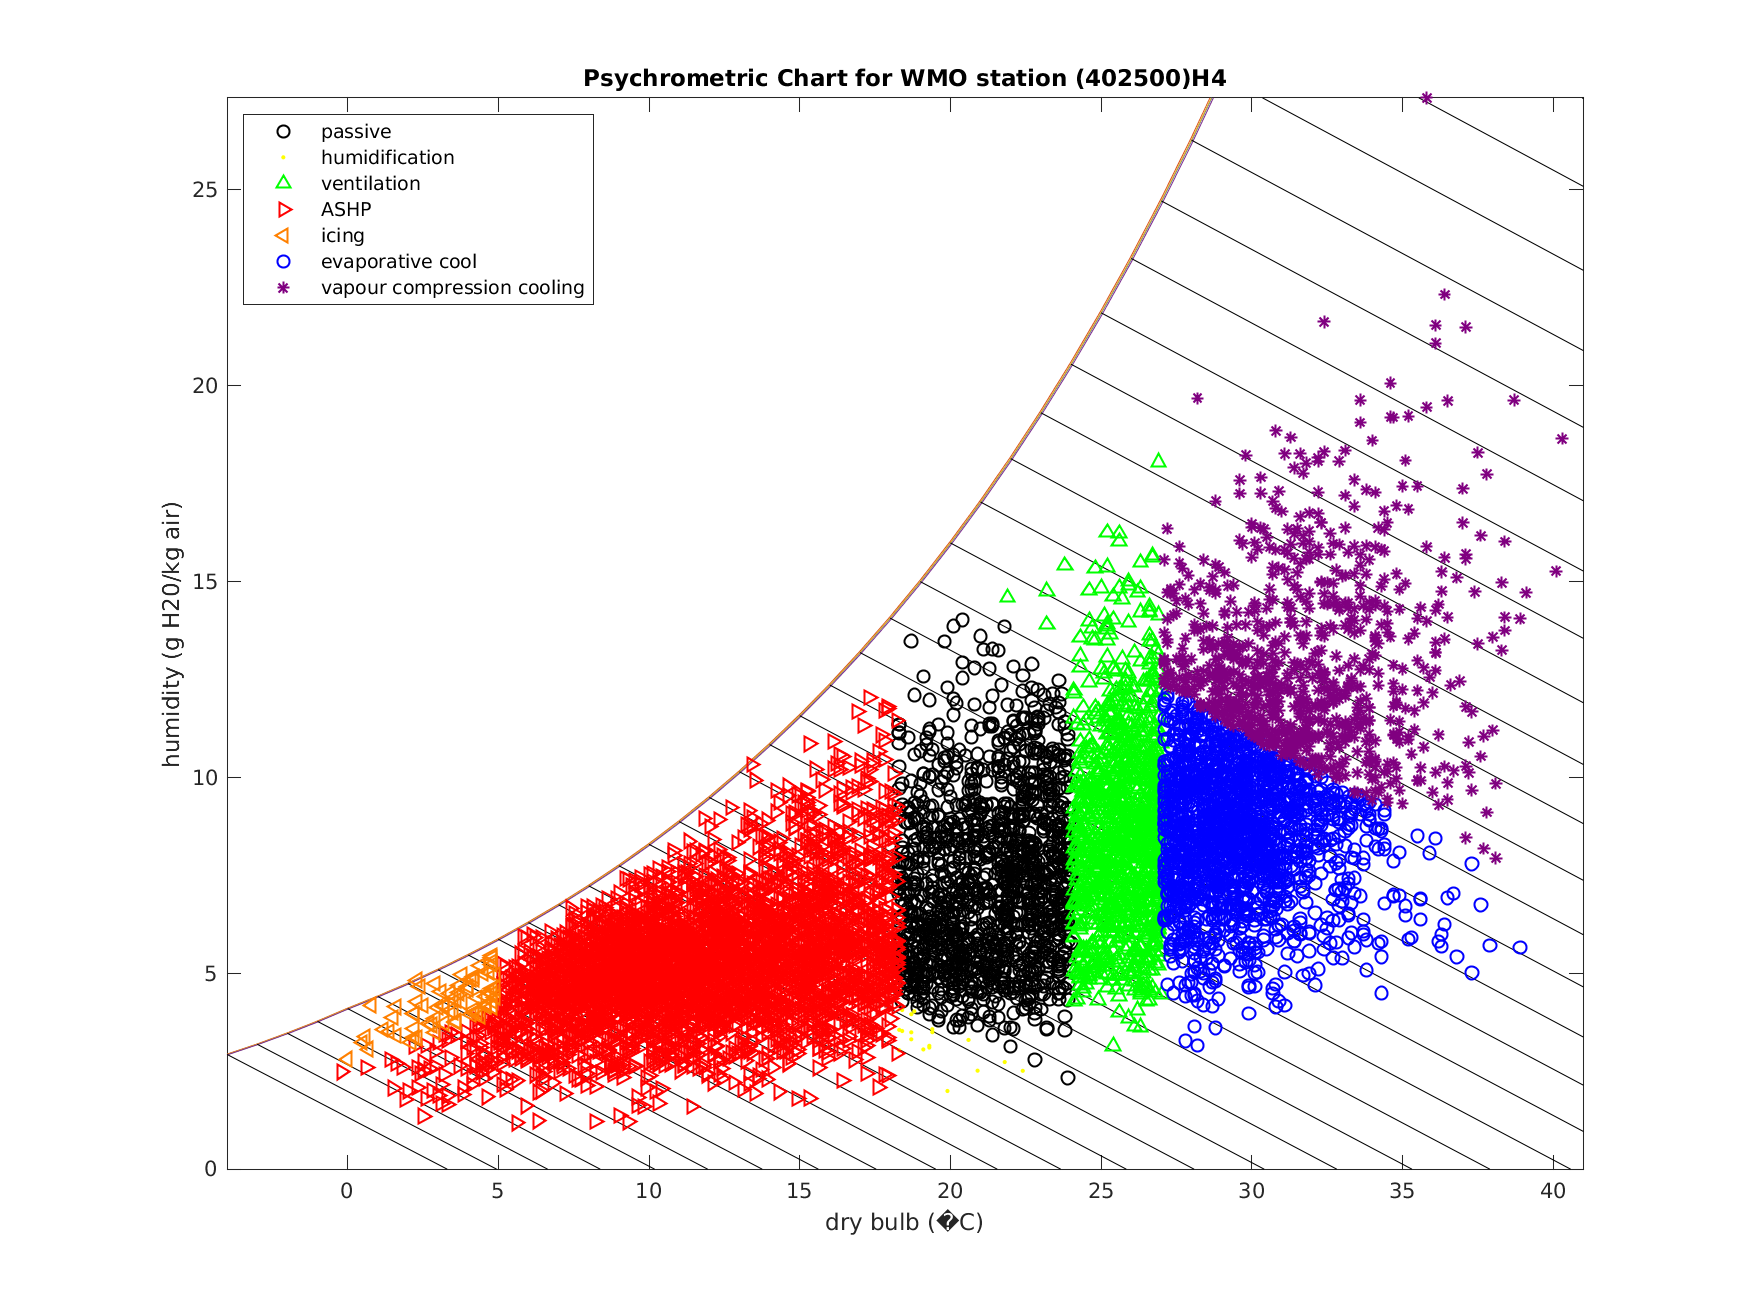 Psychrometric Chart for WMO station (402500)H4
passive
humidification
ventilation
ASHP
icing
evaporative cool
vapour compression cooling
25
20
15
10
5
0
humidity (g H20/kg air)
0 5 10 15 20 25 30 35 40
dry bulb (�C)